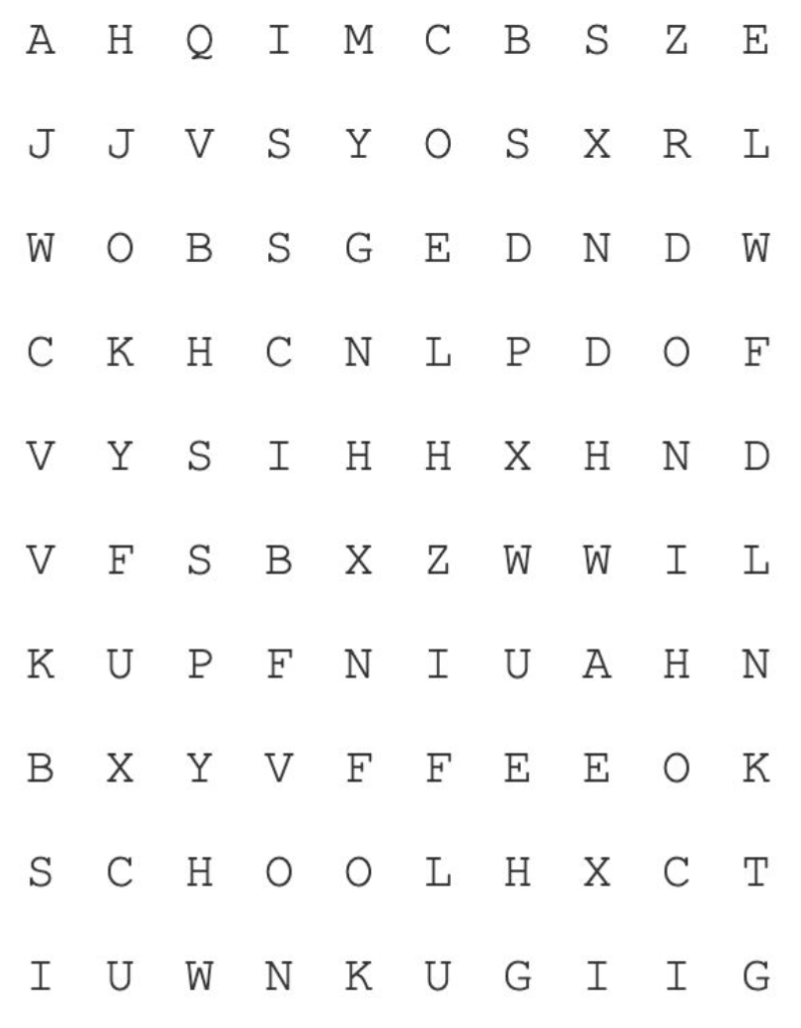 A H Q I M C B S Z E
J J V S Y O S X R L
W O B S G E D N D W
C K H C N L P D O F
V Y S I H H X H N D
V F S B X Z W W I L
K U P F N I U A H N
B X Y V F F E E O K
S C H O O L H X C T
I U W N K U G I I G